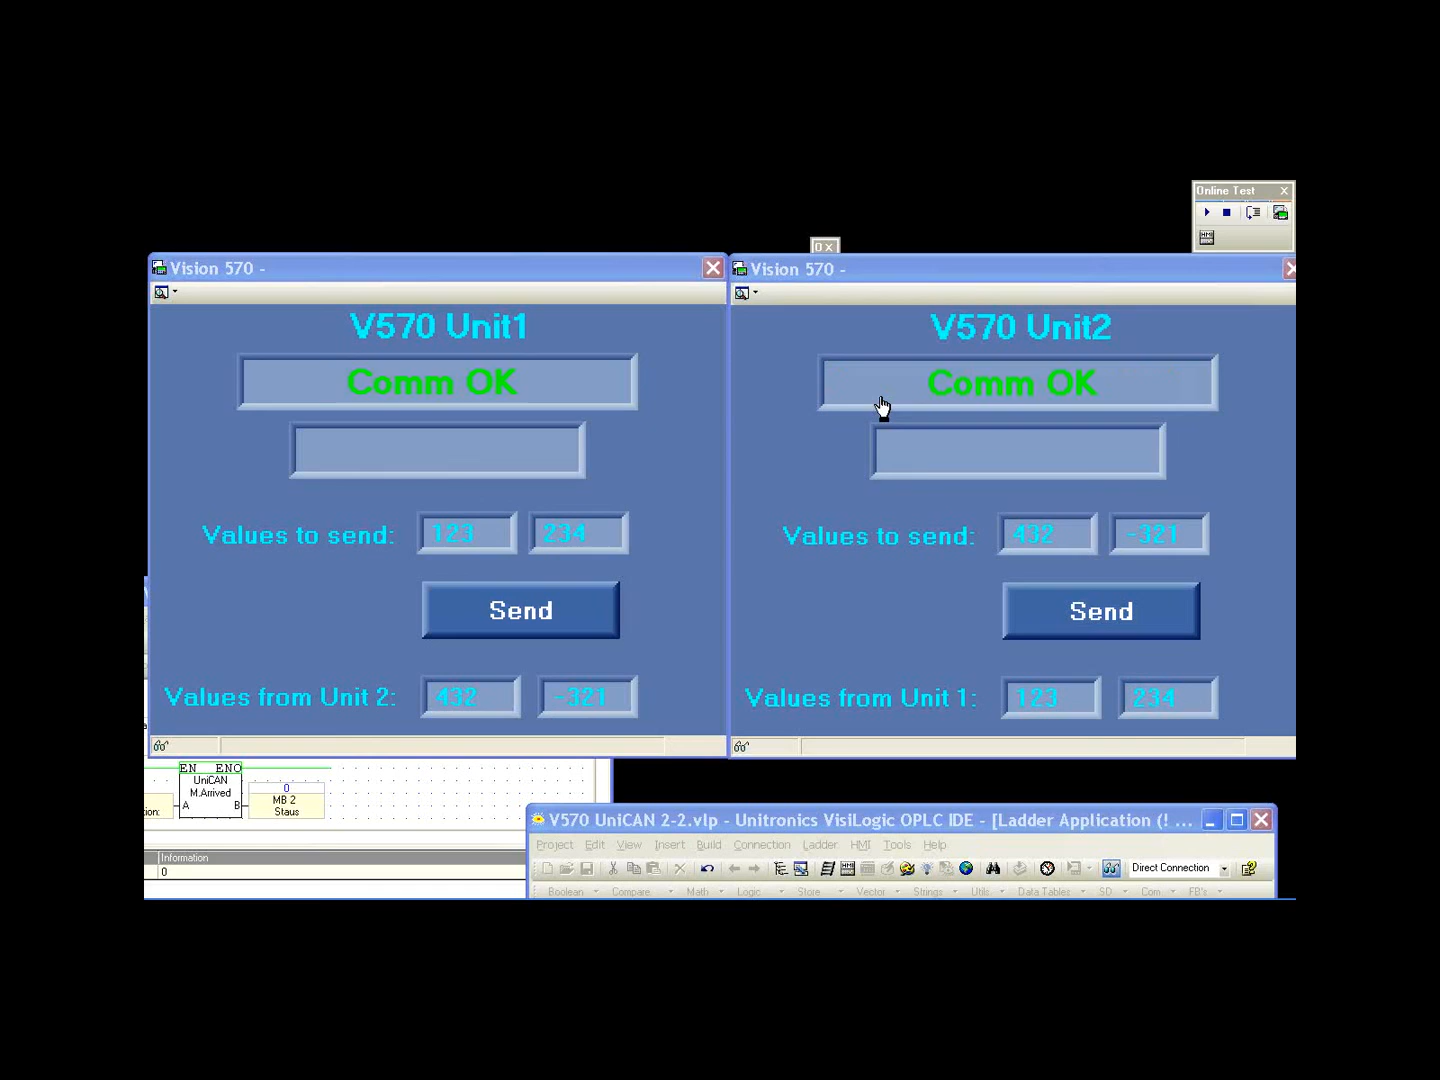 Online Test
Vision 570 -
V570 Unit1
Comm OK
Values to send: 123 234
Send
Values from Unit 2: 432 -321
Vision 570 -
V570 Unit2
Comm OK
Values to send: 432 -321
Send
Values from Unit 1: 123 234
EN ENO
UniCAN
M.Arrived
A B
ion:
0
MB 2
Staus
Information
0
V570 UniCAN 2-2.vlp - Unitronics VisiLogic OPLC IDE - [Ladder Application (! ...
Project Edit View Insert Build Connection Ladder HMI Tools Help
HMI
Direct Connection
Boolean Compare Math Logic Store Vector Strings Utils. Data Tables SD Com FB's